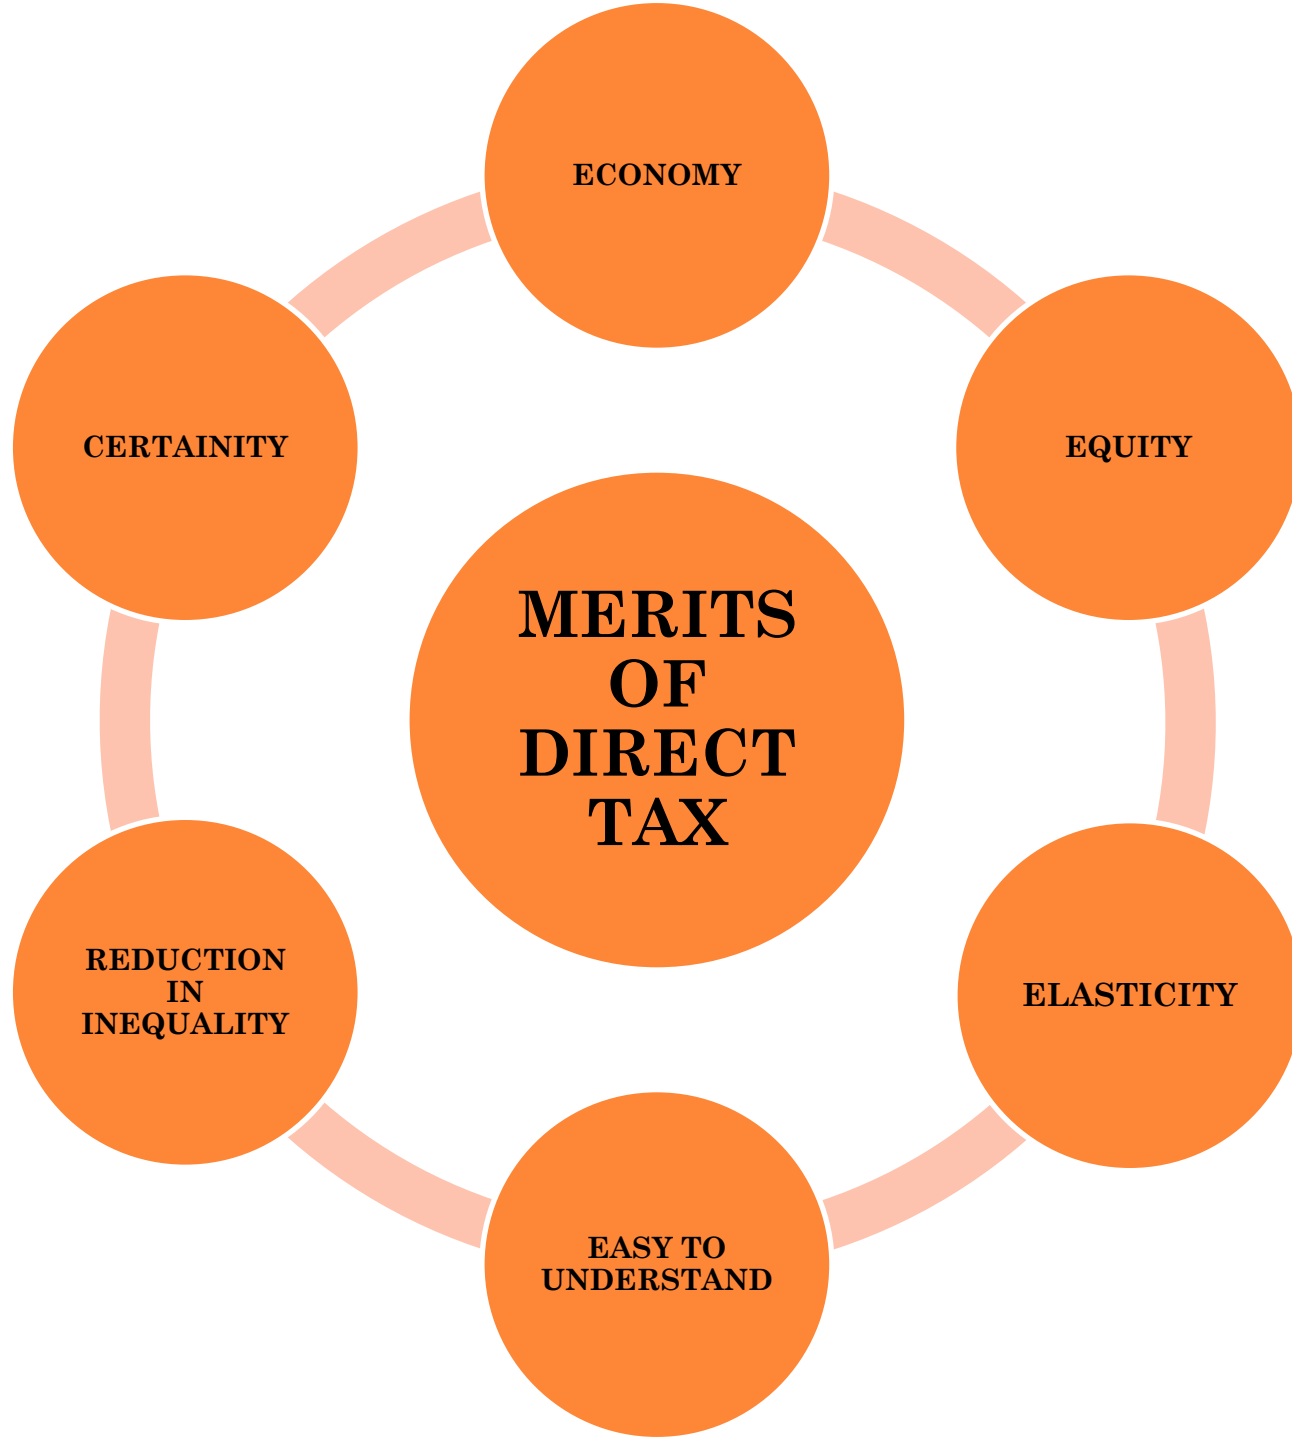 ECONOMY
EQUITY
ELASTICITY
EASY TO
UNDERSTAND
REDUCTION
IN
INEQUALITY
CERTAINITY
MERITS
OF
DIRECT
TAX